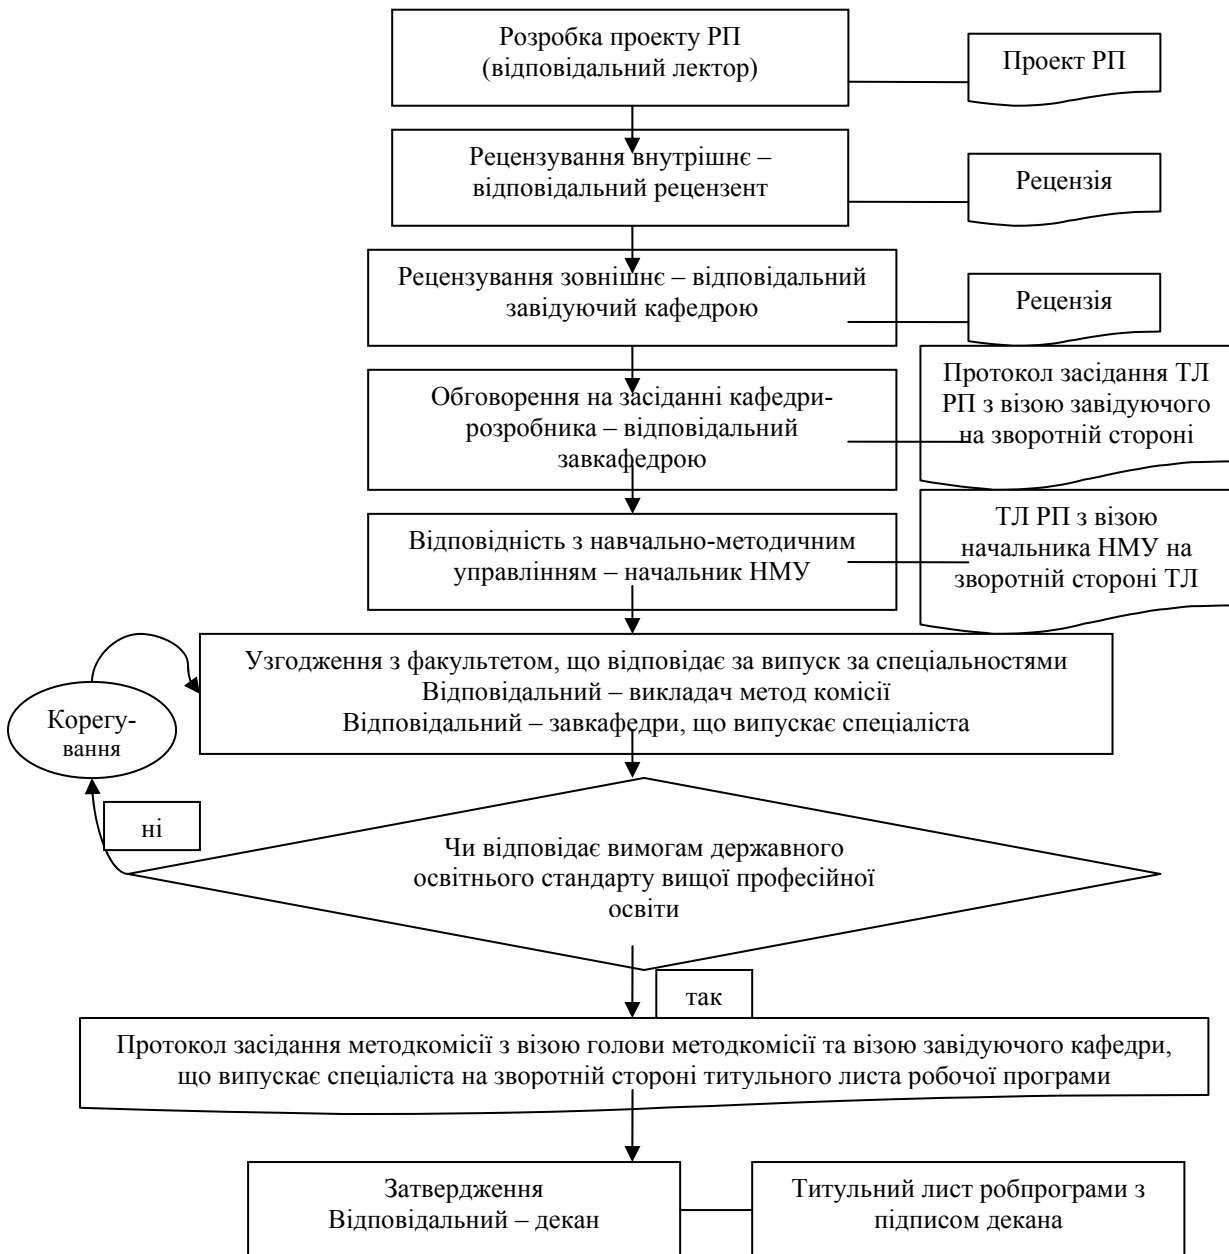 Розробка проекту РП
(відповідальний лектор)
Проект РП
Рецензування внутрішнє –
відповідальний рецензент
Рецензія
Рецензування зовнішнє – відповідальний
завідуючий кафедрою
Рецензія
Обговорення на засіданні кафедри-
розробника – відповідальний
завкафедрою
Протокол засідання ТЛ
РП з візою завідуючого
на зворотній стороні
Відповідність з навчально-методичним
управлінням – начальник НМУ
ТЛ РП з візою
начальника НМУ на
зворотній стороні ТЛ
Узгодження з факультетом, що відповідає за випуск за спеціальностями
Відповідальний – викладач метод комісії
Відповідальний – завкафедри, що випускає спеціаліста
Корегу-
вання
ні
Чи відповідає вимогам державного
освітнього стандарту вищої професійної
освіти
так
Протокол засідання методкомісії з візою голови методкомісії та візою завідуючого кафедри,
що випускає спеціаліста на зворотній стороні титульного листа робочої програми
Затвердження
Відповідальний – декан
Титульний лист робпрограми з
підписом декана